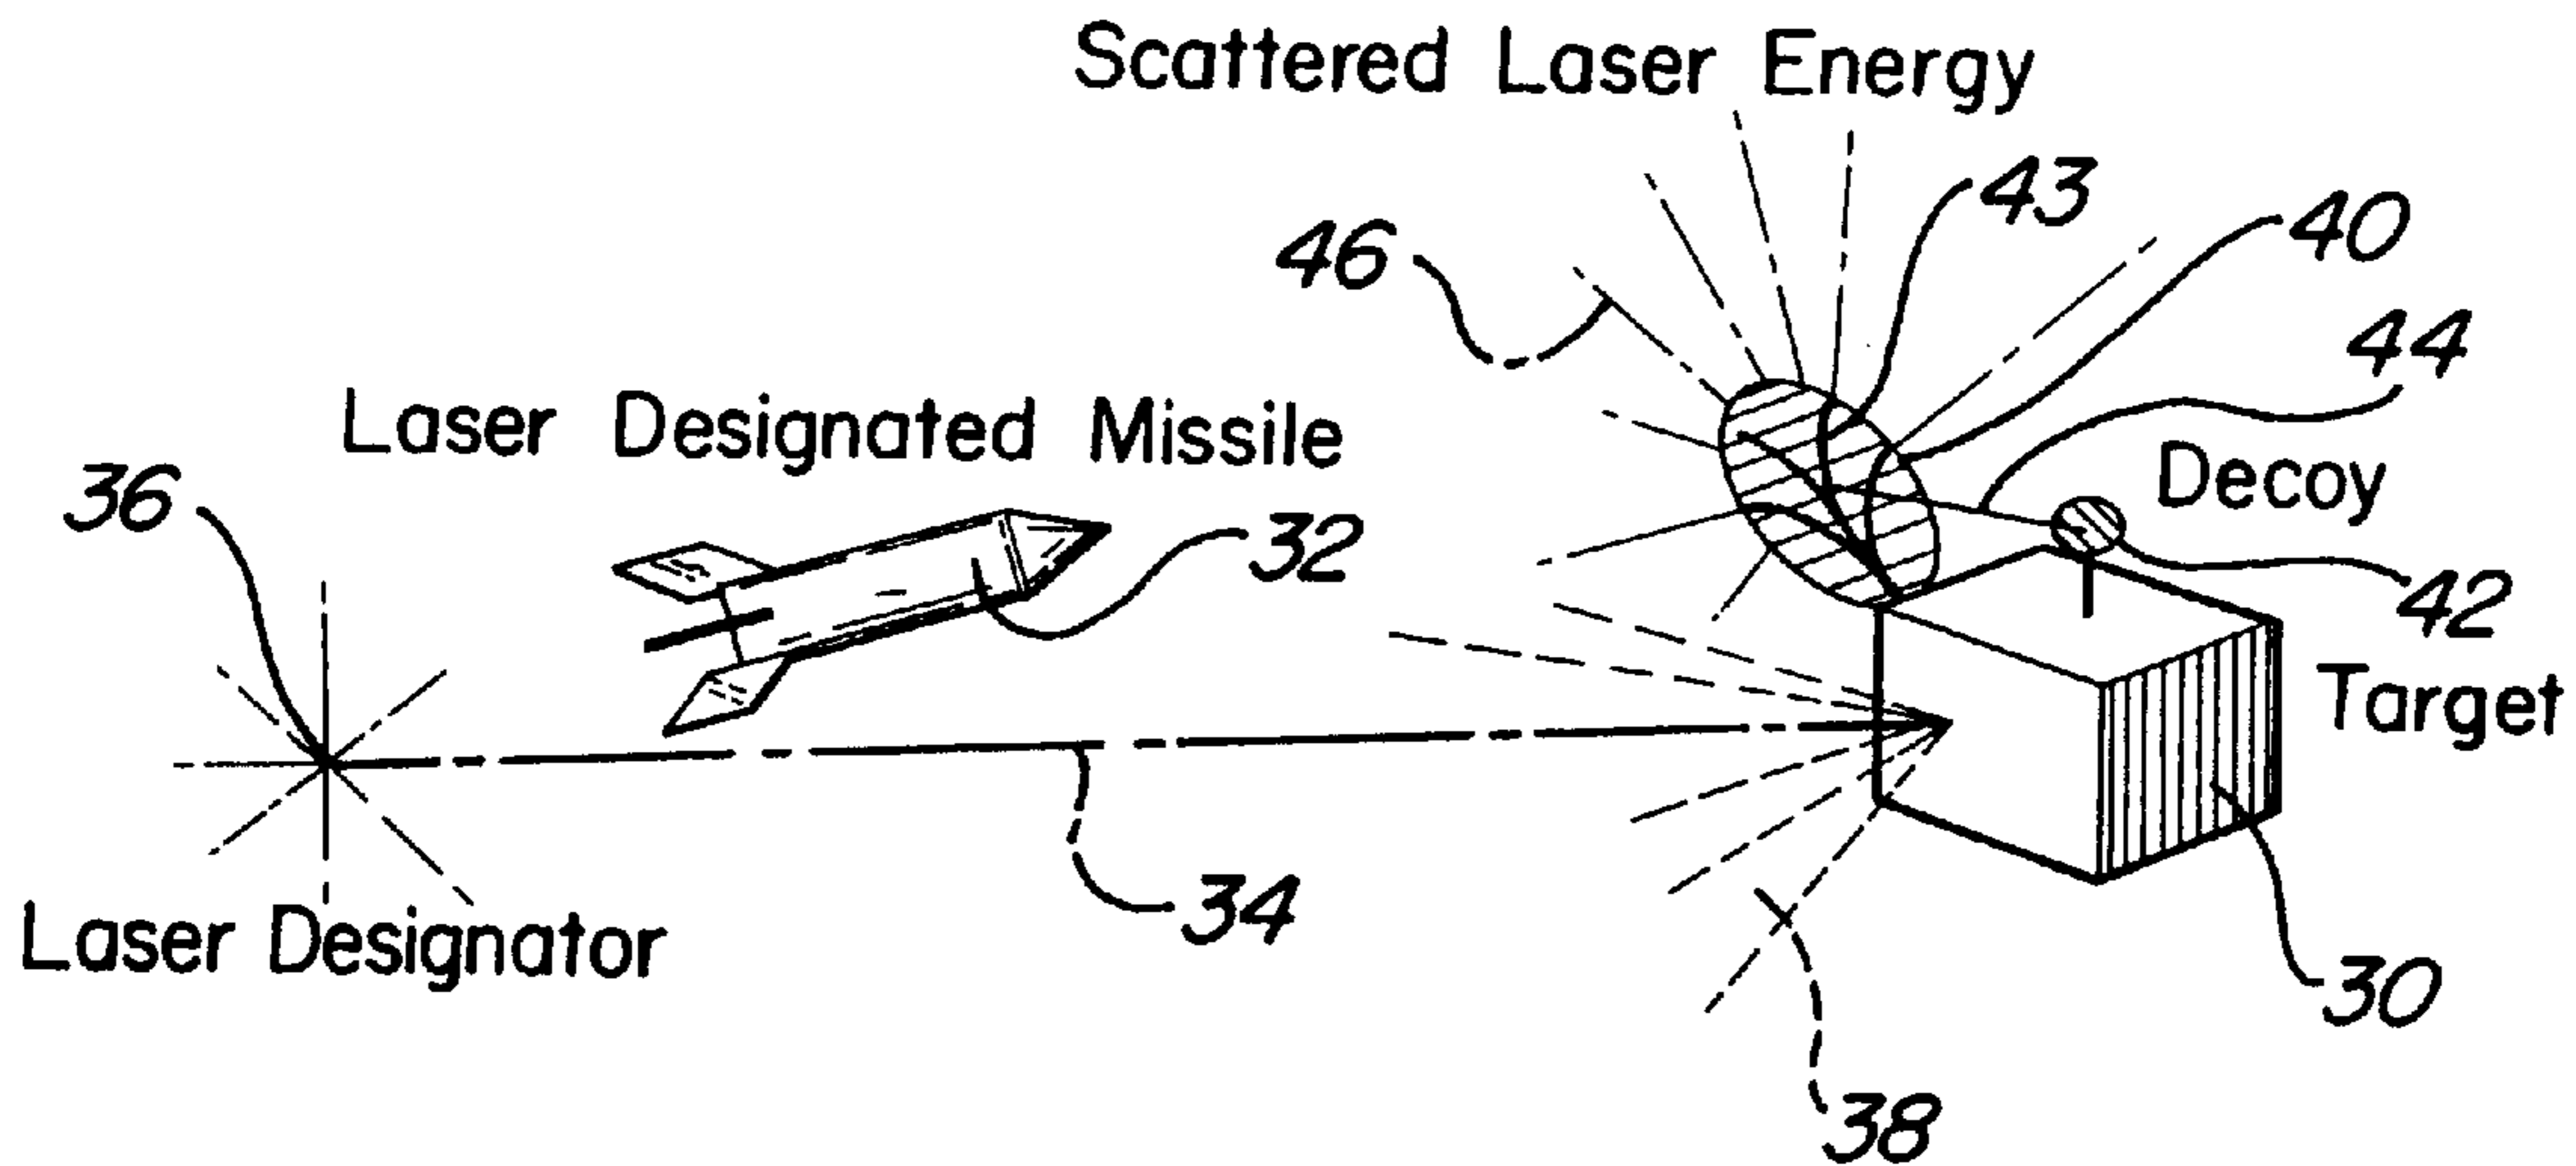 Scattered Laser Energy
43
40
46
44
Laser Designated Missile
Decoy
36
32
42
Target
34
Laser Designator
30
38